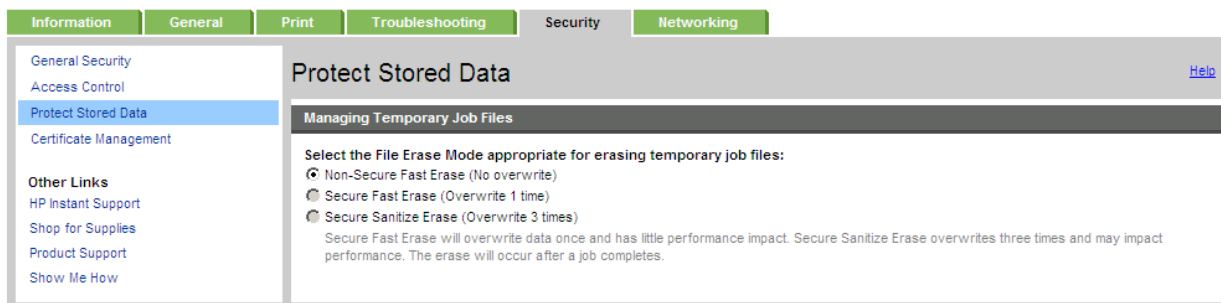 Information General Print Troubleshooting Security Networking
General Security
Access Control
Protect Stored Data
Certificate Management
Other Links
HP Instant Support
Shop for Supplies
Product Support
Show Me How
Protect Stored Data
Help
Managing Temporary Job Files
Select the File Erase Mode appropriate for erasing temporary job files:
Non-Secure Fast Erase (No overwrite)
Secure Fast Erase (Overwrite 1 time)
Secure Sanitize Erase (Overwrite 3 times)
Secure Fast Erase will overwrite data once and has little performance impact. Secure Sanitize Erase overwrites three times and may impact
performance. The erase will occur after a job completes.